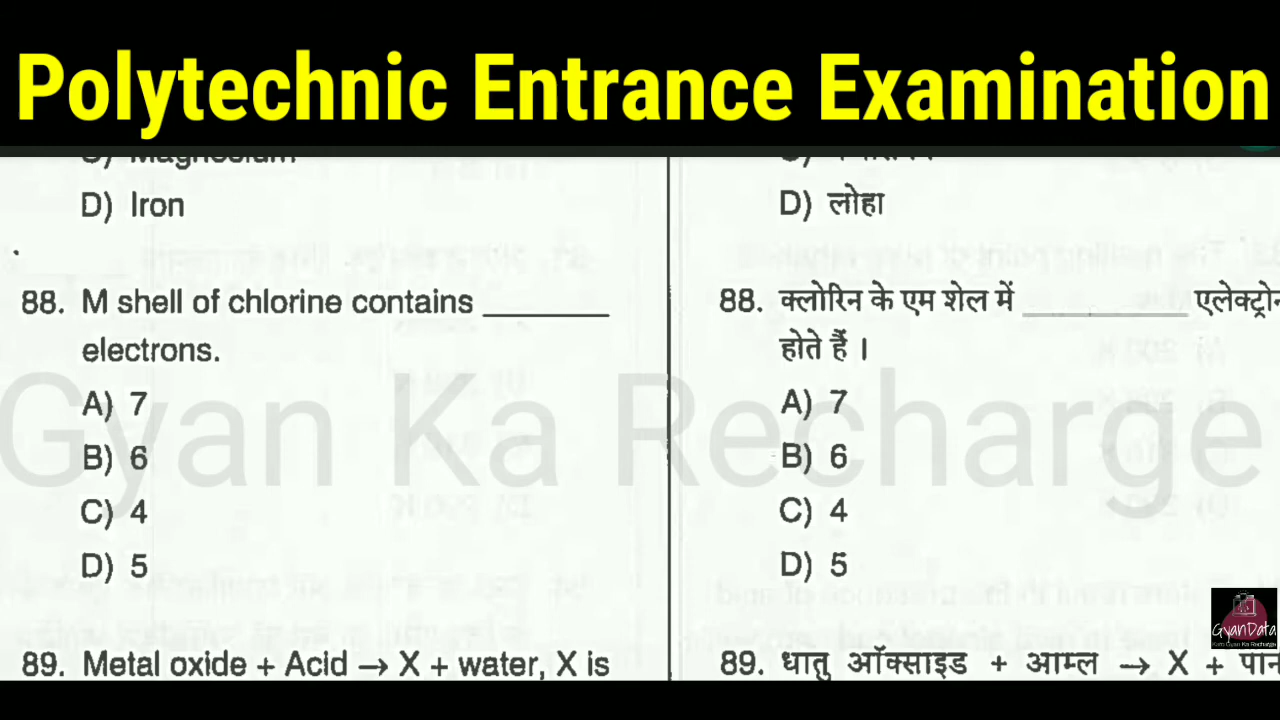 Polytechnic Entrance Examination
Magnesium
D) Iron
88. M shell of chlorine contains ________
electrons.
A) 7
B) 6
C) 4
D) 5
89. Metal oxide + Acid → X + water, X is
D) लोहा
88. क्लोरिन के एम शेल में ________ एलेक्ट्रोन
होते हैं ।
A) 7
B) 6
C) 4
D) 5
89. धातु ऑक्साइड + आम्ल → X +
Gyan Ka Recharge
GyanData